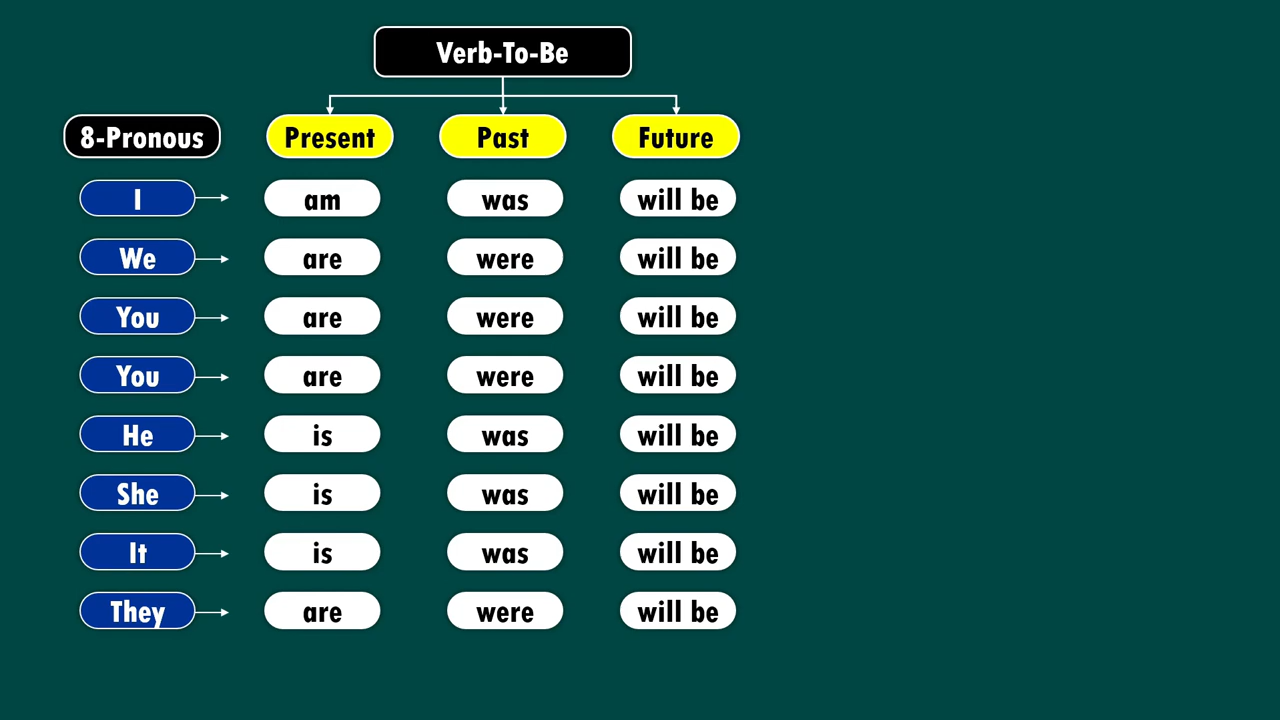 Verb-To-Be
8-Pronous Present Past Future
I am was will be
We are were will be
You are were will be
You are were will be
He is was will be
She is was will be
It is was will be
They are were will be